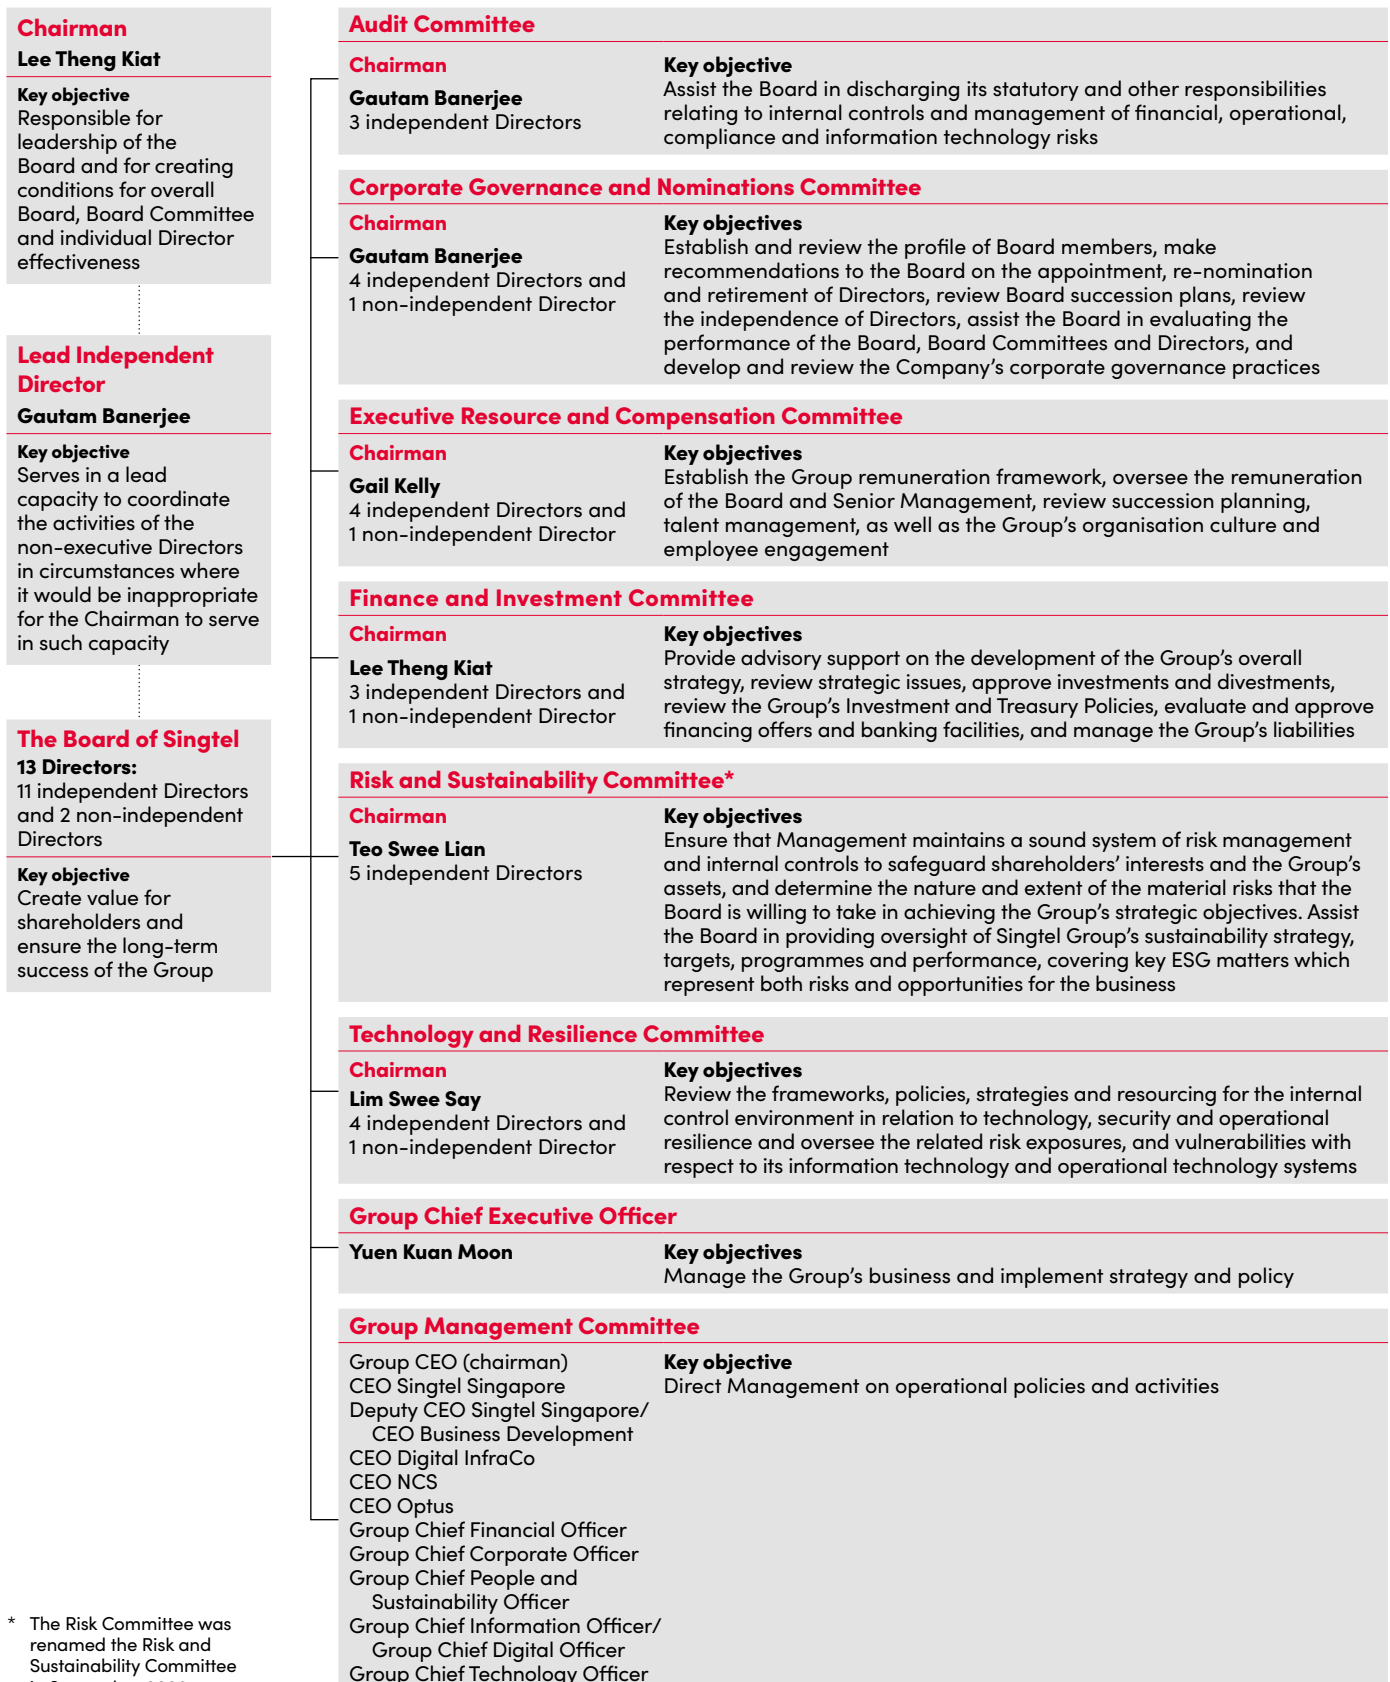 Chairman
Lee Theng Kiat
Key objective
Responsible for
leadership of the
Board and for creating
conditions for overall
Board, Board Committee
and individual Director
effectiveness
Lead Independent
Director
Gautam Banerjee
Key objective
Serves in a lead
capacity to coordinate
the activities of the
non-executive Directors
in circumstances where
it would be inappropriate
for the Chairman to serve
in such capacity
The Board of Singtel
13 Directors:
11 independent Directors
and 2 non-independent
Directors
Key objective
Create value for
shareholders and
ensure the long-term
success of the Group
Audit Committee
Chairman
Gautam Banerjee
3 independent Directors
Key objective
Assist the Board in discharging its statutory and other responsibilities
relating to internal controls and management of financial, operational,
compliance and information technology risks
Corporate Governance and Nominations Committee
Chairman
Gautam Banerjee
4 independent Directors and
1 non-independent Director
Key objectives
Establish and review the profile of Board members, make
recommendations to the Board on the appointment, re-nomination
and retirement of Directors, review Board succession plans, review
the independence of Directors, assist the Board in evaluating the
performance of the Board, Board Committees and Directors, and
develop and review the Company's corporate governance practices
Executive Resource and Compensation Committee
Chairman
Gail Kelly
4 independent Directors and
1 non-independent Director
Key objectives
Establish the Group remuneration framework, oversee the remuneration
of the Board and Senior Management, review succession planning,
talent management, as well as the Group's organisation culture and
employee engagement
Finance and Investment Committee
Chairman
Lee Theng Kiat
3 independent Directors and
1 non-independent Director
Key objectives
Provide advisory support on the development of the Group's overall
strategy, review strategic issues, approve investments and divestments,
review the Group's Investment and Treasury Policies, evaluate and approve
financing offers and banking facilities, and manage the Group's liabilities
Risk and Sustainability Committee*
Chairman
Teo Swee Lian
5 independent Directors
Key objectives
Ensure that Management maintains a sound system of risk management
and internal controls to safeguard shareholders' interests and the Group's
assets, and determine the nature and extent of the material risks that the
Board is willing to take in achieving the Group's strategic objectives. Assist
the Board in providing oversight of Singtel Group's sustainability strategy,
targets, programmes and performance, covering key ESG matters which
represent both risks and opportunities for the business
Technology and Resilience Committee
Chairman
Lim Swee Say
4 independent Directors and
1 non-independent Director
Key objectives
Review the frameworks, policies, strategies and resourcing for the internal
control environment in relation to technology, security and operational
resilience and oversee the related risk exposures, and vulnerabilities with
respect to its information technology and operational technology systems
Group Chief Executive Officer
Yuen Kuan Moon
Key objectives
Manage the Group's business and implement strategy and policy
Group Management Committee
Group CEO (chairman)
CEO Singtel Singapore
Deputy CEO Singtel Singapore/
CEO Business Development
CEO Digital InfraCo
CEO NCS
CEO Optus
Group Chief Financial Officer
Group Chief Corporate Officer
Group Chief People and
Sustainability Officer
Group Chief Information Officer/
Group Chief Digital Officer
Group Chief Technology Officer
Key objective
Direct Management on operational policies and activities
* The Risk Committee was
renamed the Risk and
Sustainability Committee